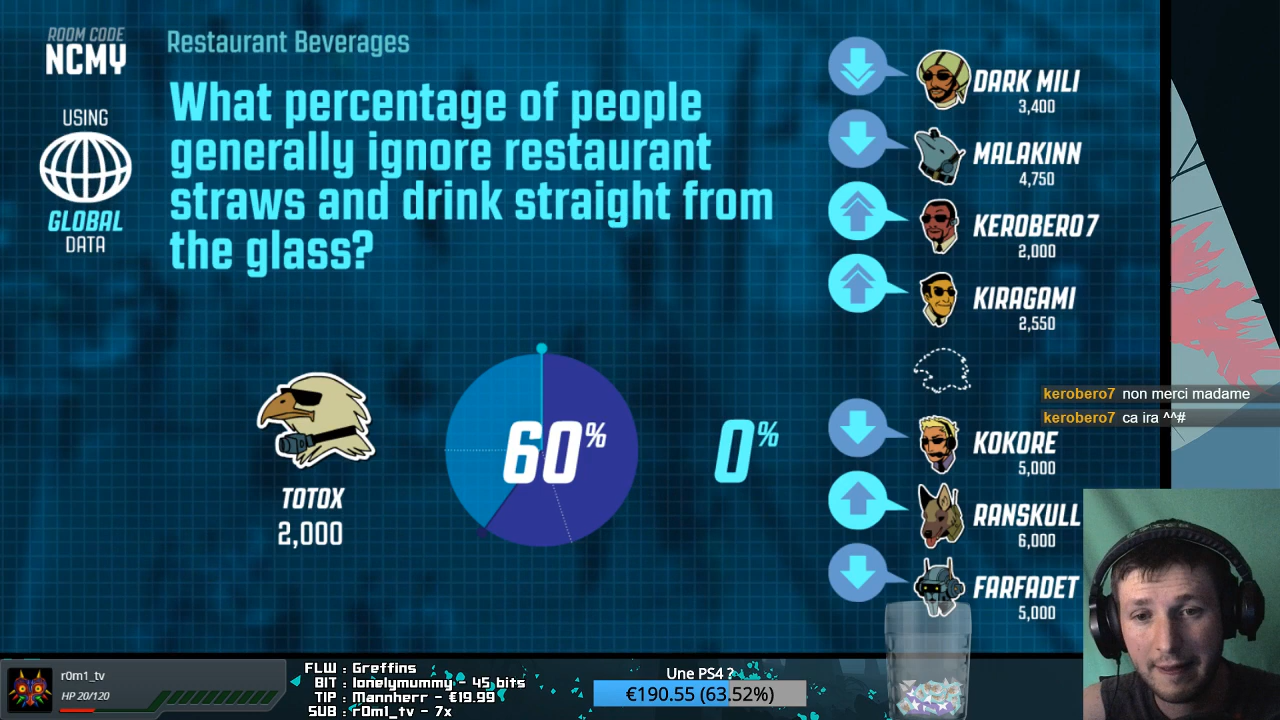 ROOM CODE
NCMY
USING
GLOBAL
DATA
Restaurant Beverages
What percentage of people
generally ignore restaurant
straws and drink straight from
the glass?
TOTOX
2,000
60%
0%
DARK MILI
3,400
MALAKINN
4,750
KEROBERO7
2,000
KIRAGAMI
2,550
kerobero7 non merci madame
kerobero7 ca ira ^^#
KOKORE
5,000
RANSKULL
6,000
FARFADET
5,000
r0m1_tv
HP 20/120
FLW : Greffins
BIT : lonelymummy - 45 bits
TIP : Mannherr - €19.99
SUB : r0m1_tv - 7x
Une PS4 ?
€190.55 (63.52%)